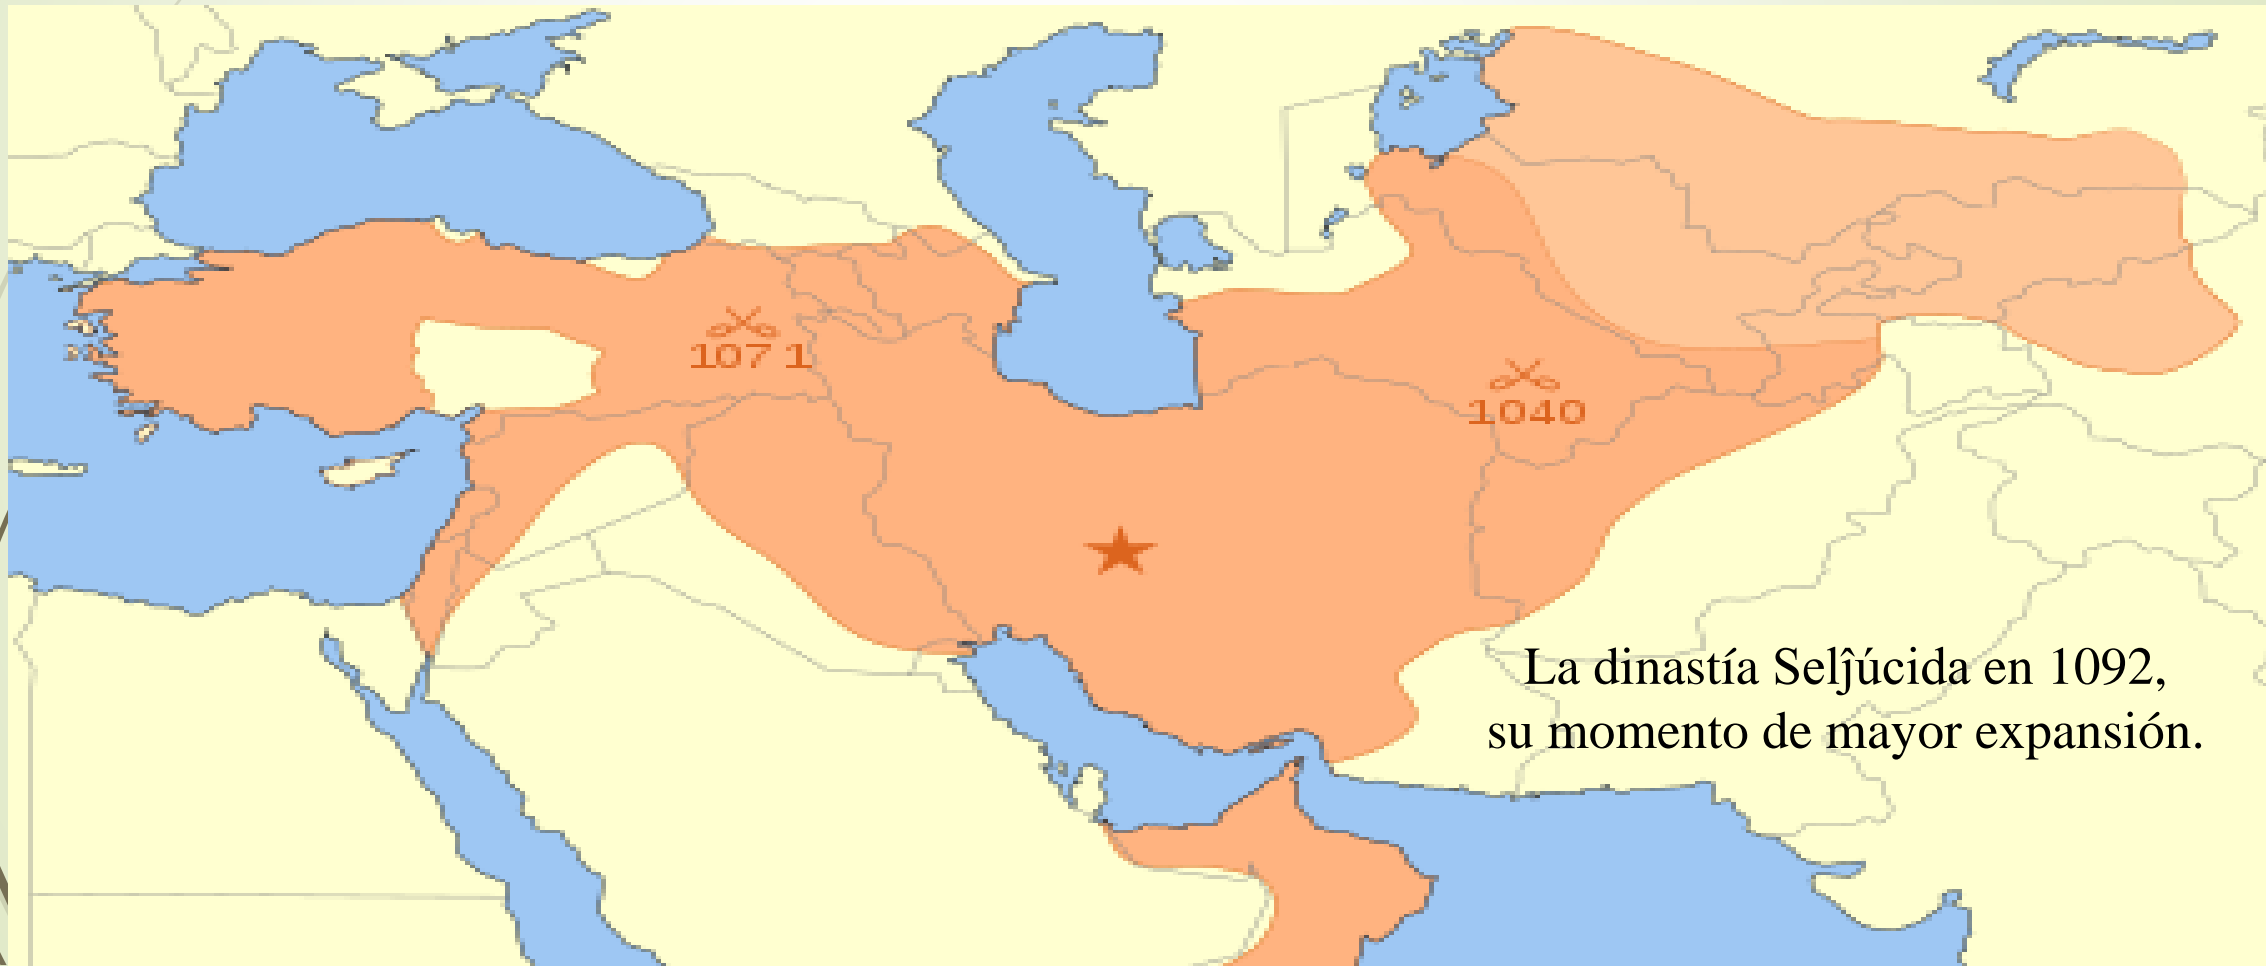 1071
1040
La dinastía Selĵúcida en 1092,
su momento de mayor expansión.